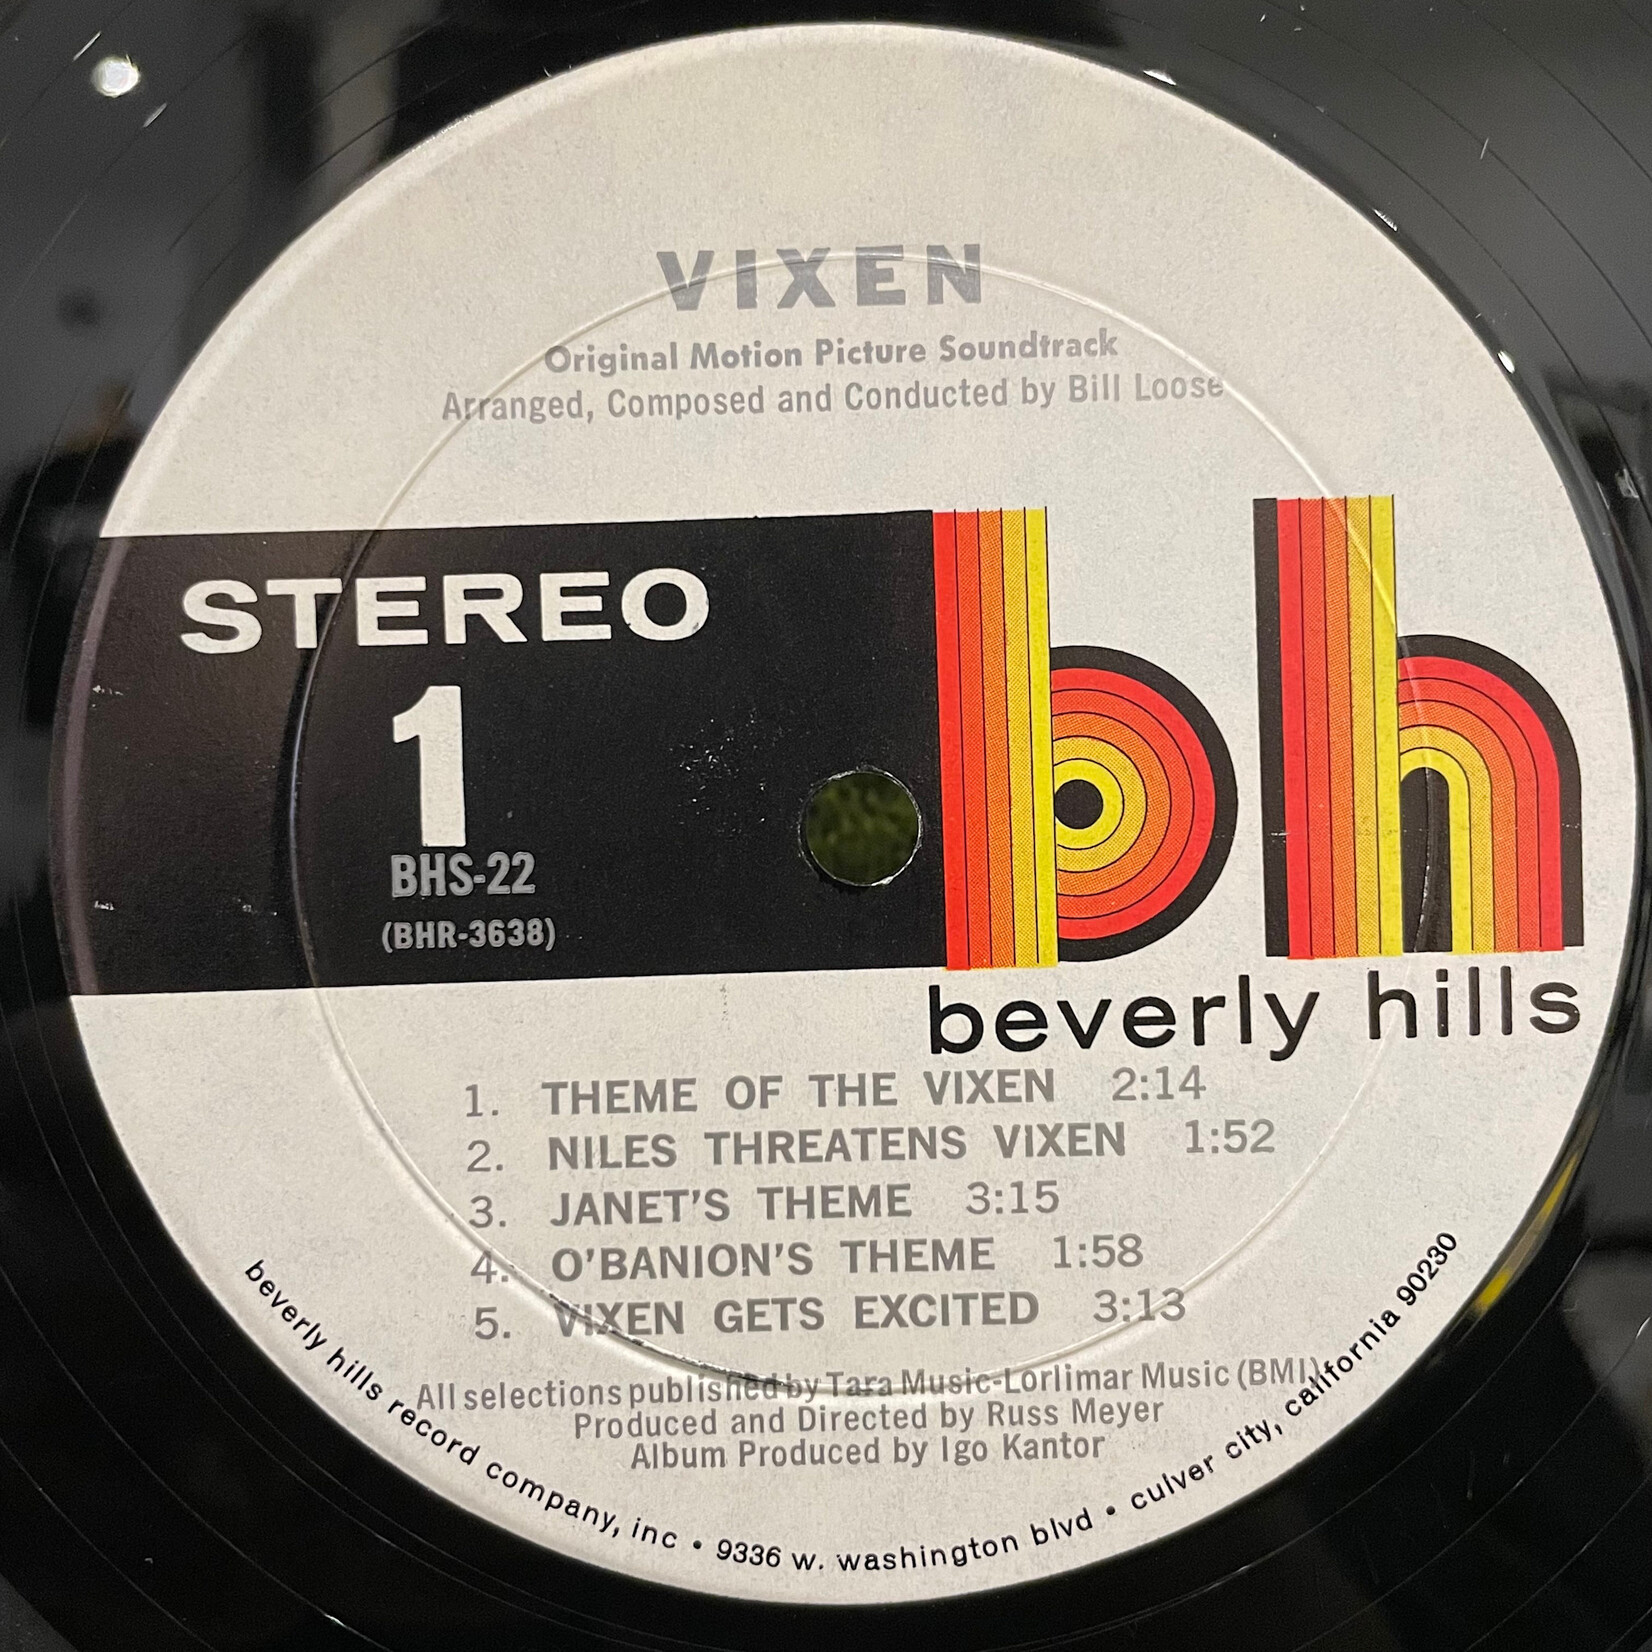 VIXEN
Original Motion Picture Soundtrack
Arranged, Composed and Conducted by Bill Loose
STEREO
1
BHS-22
(BHR-3638)
bh
beverly hills
1. THEME OF THE VIXEN 2:14
2. NILES THREATENS VIXEN 1:52
3. JANET'S THEME 3:15
4. O'BANION'S THEME 1:58
5. VIXEN GETS EXCITED 3:13
All selections published by Tara Music-Lorlimar Music (BMI)
Produced and Directed by Russ Meyer
Album Produced by Igo Kantor
beverly hills record company, inc • 9336 w. washington blvd • culver city, california 90230